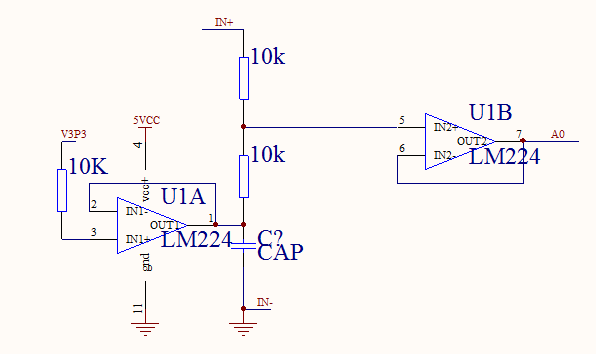 IN+
10k
5
U1B
IN2+
7
A0
OUT2
6
IN2-
LM224
V3P3
5VCC
4
10K
10k
vcc+
2
U1A
IN1-
1
OUT1
LM224
3
IN1+
C?
CAP
gnd
11
IN-